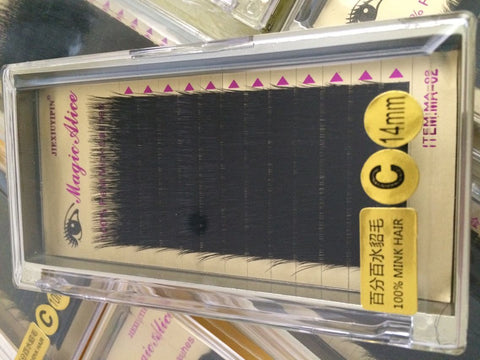 JIEXIUYIPIN
Magic Alice
ITEM:MA-02
14mm
C
百分百水貂毛
100% MINK HAIR
C